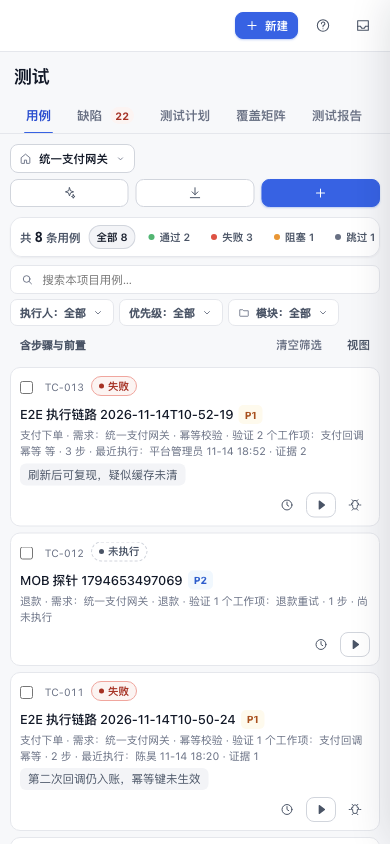 新建
测试
用例 缺陷 22 测试计划 覆盖矩阵 测试报告
统一支付网关
共 8 条用例 全部 8 通过 2 失败 3 阻塞 1 跳过 1
搜索本项目用例...
执行人：全部 优先级：全部 模块：全部
含步骤与前置 清空筛选 视图
TC-013 失败
E2E 执行链路 2026-11-14T10-52-19 P1
支付下单 · 需求：统一支付网关 · 幂等校验 · 验证 2 个工作项：支付回调
幂等 等 · 3 步 · 最近执行：平台管理员 11-14 18:52 · 证据 2
刷新后可复现，疑似缓存未清
TC-012 未执行
MOB 探针 1794653497069 P2
退款 · 需求：统一支付网关 · 退款 · 验证 1 个工作项：退款重试 · 1 步 · 尚
未执行
TC-011 失败
E2E 执行链路 2026-11-14T10-50-24 P1
支付下单 · 需求：统一支付网关 · 幂等校验 · 验证 1 个工作项：支付回调
幂等 · 2 步 · 最近执行：陈昊 11-14 18:20 · 证据 1
第二次回调仍入账，幂等键未生效